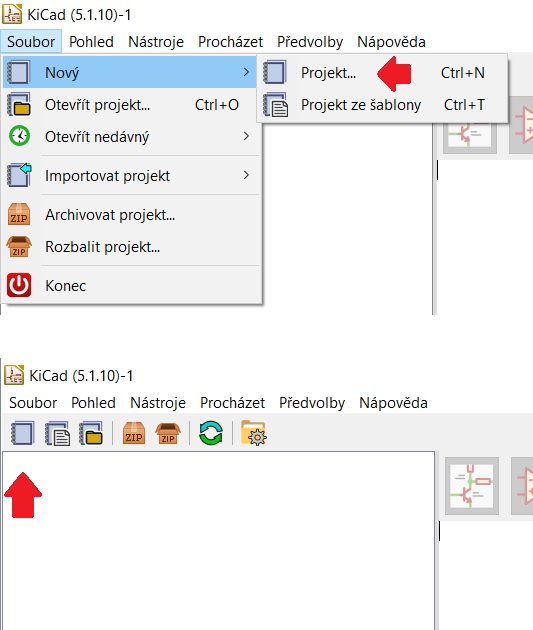 KiCad (5.1.10)-1
Soubor Pohled Nástroje Procházet Předvolby Nápověda
Nový
Projekt... Ctrl+N
Otevřít projekt... Ctrl+O
Projekt ze šablony Ctrl+T
Otevřít nedávný
Importovat projekt
ZIP Archivovat projekt...
ZIP Rozbalit projekt...
Konec
KiCad (5.1.10)-1
Soubor Pohled Nástroje Procházet Předvolby Nápověda
ZIP ZIP